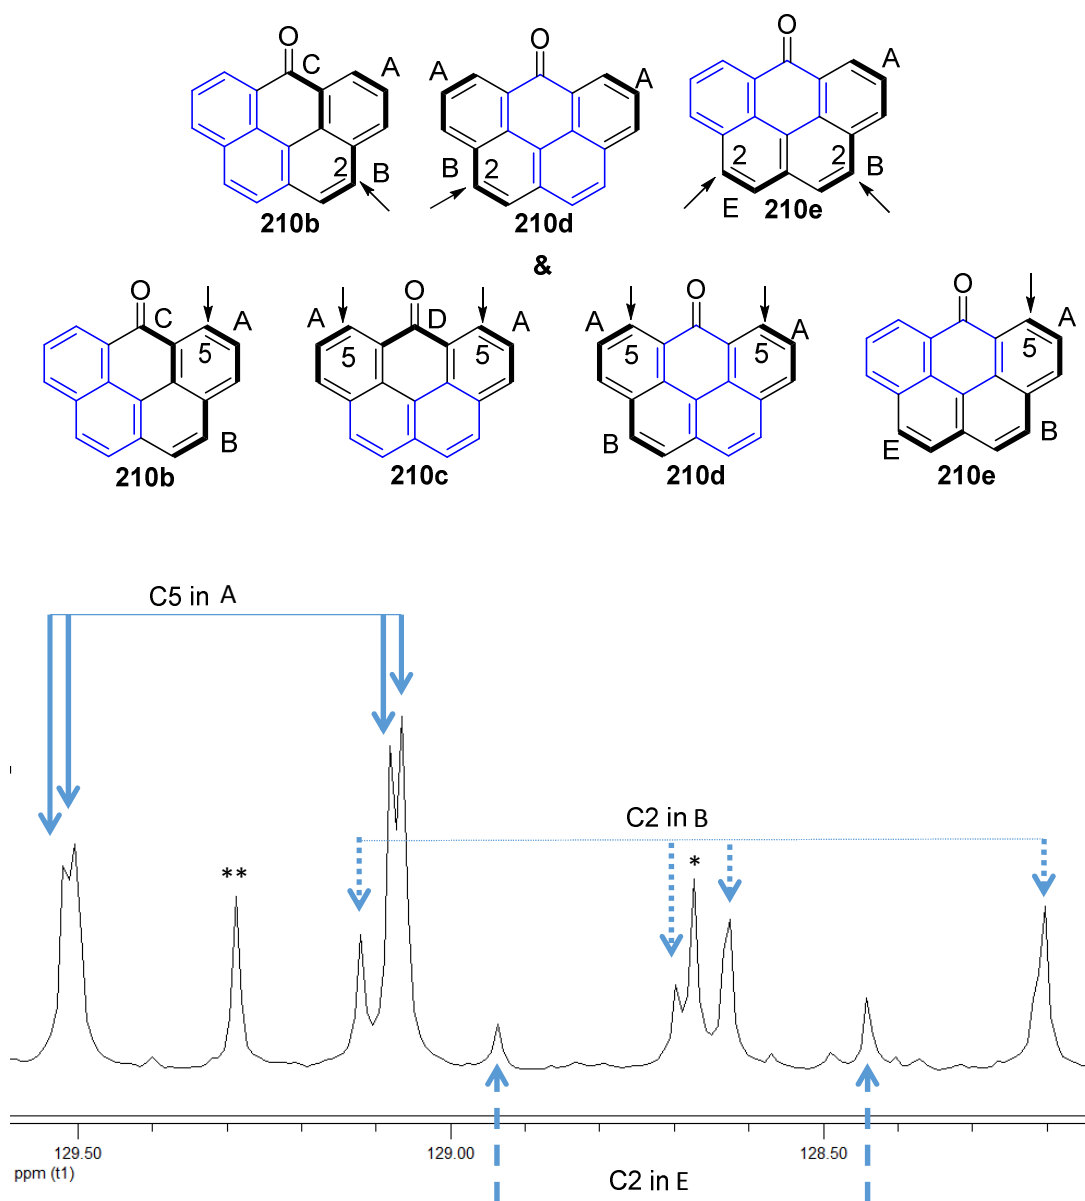 O O O
C A A A A
2 B B 2 2 2 B
E
210b 210d 210e
&
O O O O
C A A D A A A A
5 5 5 5 5 5
B B E B
210b 210c 210d 210e
C5 in A
C2 in B
** *
129.50 129.00 128.50
ppm (t1)
C2 in E